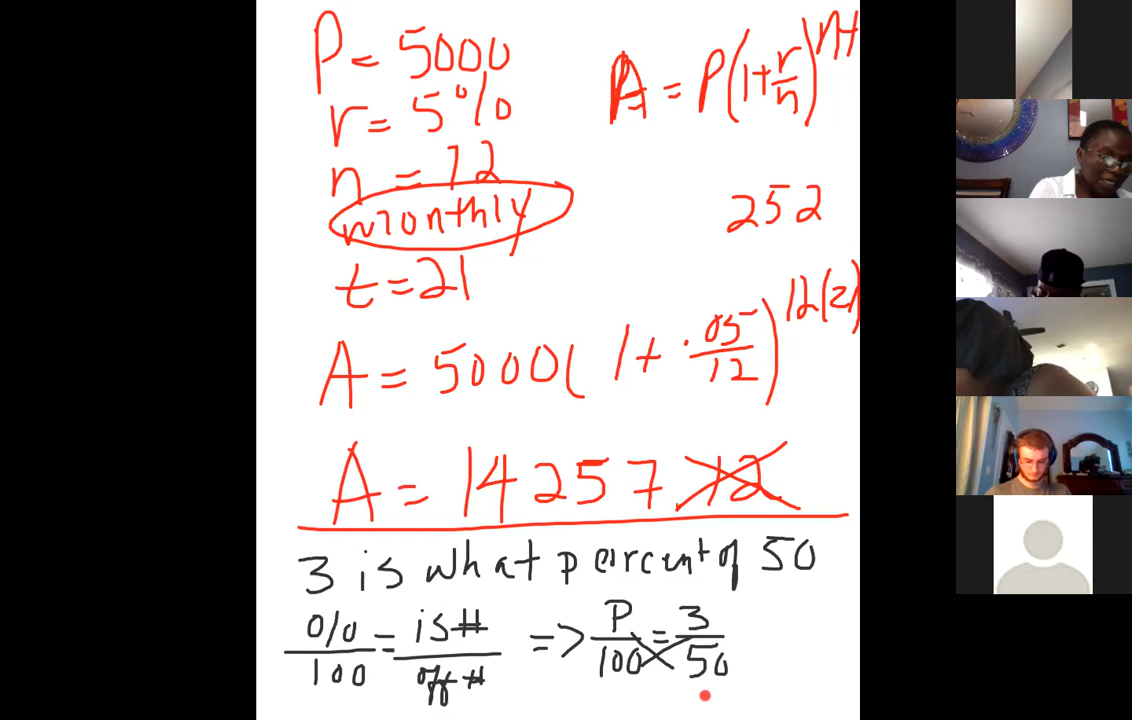 P = 5000
A = P(1+r/n)^nt
r = 5%
n = 12
monthly
252
t = 21
A = 5000(1+.05/12)^12(21)
A = 14257.12
3 is what percent of 50
%/100 = is#/of# => P/100 = 3/50